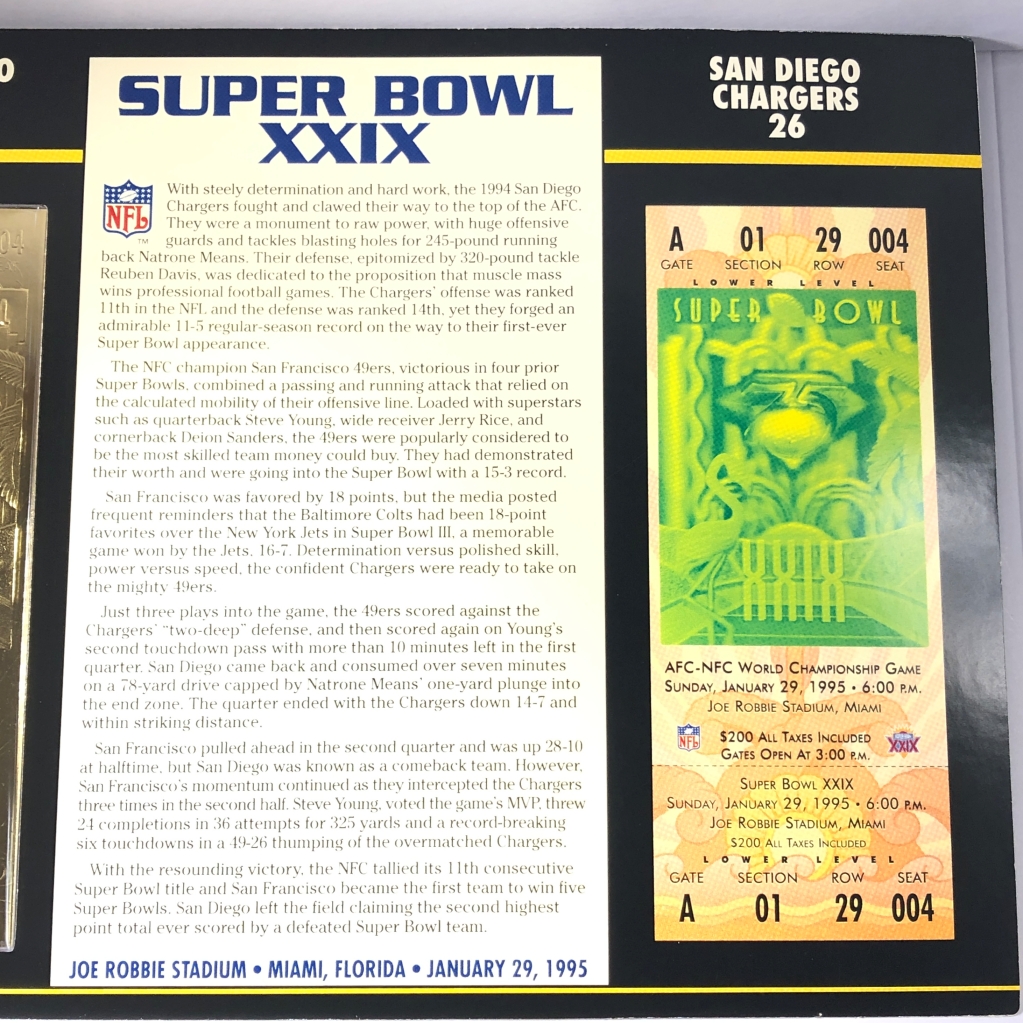 O
SUPER BOWL
XXIX
SAN DIEGO
CHARGERS
26
NFL
TM
With steely determination and hard work, the 1994 San Diego
Chargers fought and clawed their way to the top of the AFC.
They were a monument to raw power, with huge offensive
guards and tackles blasting holes for 245-pound running
back Natrone Means. Their defense, epitomized by 320-pound tackle
Reuben Davis, was dedicated to the proposition that muscle mass
wins professional football games. The Chargers' offense was ranked
11th in the NFL and the defense was ranked 14th, yet they forged an
admirable 11-5 regular-season record on the way to their first-ever
Super Bowl appearance.
The NFC champion San Francisco 49ers, victorious in four prior
Super Bowls, combined a passing and running attack that relied on
the calculated mobility of their offensive line. Loaded with superstars
such as quarterback Steve Young, wide receiver Jerry Rice, and
cornerback Deion Sanders, the 49ers were popularly considered to
be the most skilled team money could buy. They had demonstrated
their worth and were going into the Super Bowl with a 15-3 record.
San Francisco was favored by 18 points, but the media posted
frequent reminders that the Baltimore Colts had been 18-point
favorites over the New York Jets in Super Bowl III, a memorable
game won by the Jets, 16-7. Determination versus polished skill,
power versus speed, the confident Chargers were ready to take on
the mighty 49ers.
Just three plays into the game, the 49ers scored against the
Chargers' "two-deep" defense, and then scored again on Young's
second touchdown pass with more than 10 minutes left in the first
quarter. San Diego came back and consumed over seven minutes
on a 78-yard drive capped by Natrone Means' one-yard plunge into
the end zone. The quarter ended with the Chargers down 14-7 and
within striking distance.
San Francisco pulled ahead in the second quarter and was up 28-10
at halftime, but San Diego was known as a comeback team. However,
San Francisco's momentum continued as they intercepted the Chargers
three times in the second half. Steve Young, voted the game's MVP, threw
24 completions in 36 attempts for 325 yards and a record-breaking
six touchdowns in a 49-26 thumping of the overmatched Chargers.
With the resounding victory, the NFC tallied its 11th consecutive
Super Bowl title and San Francisco became the first team to win five
Super Bowls. San Diego left the field claiming the second highest
point total ever scored by a defeated Super Bowl team.
JOE ROBBIE STADIUM • MIAMI, FLORIDA • JANUARY 29, 1995
A 01 29 004
GATE SECTION ROW SEAT
LOWER LEVEL
SUPER BOWL
XXIX
AFC-NFC WORLD CHAMPIONSHIP GAME
SUNDAY, JANUARY 29, 1995 • 6:00 P.M.
JOE ROBBIE STADIUM, MIAMI
NFL
$200 ALL TAXES INCLUDED
GATES OPEN AT 3:00 P.M.
XXIX
SUPER BOWL XXIX
SUNDAY, JANUARY 29, 1995 • 6:00 P.M.
JOE ROBBIE STADIUM, MIAMI
$200 ALL TAXES INCLUDED
LOWER LEVEL
GATE SECTION ROW SEAT
A 01 29 004